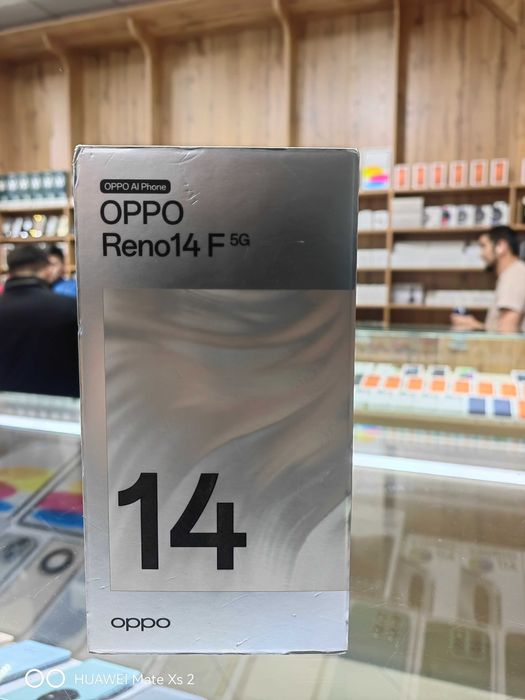 OPPO AI Phone
OPPO
Reno14 F 5G
14
oppo
HUAWEI Mate Xs 2